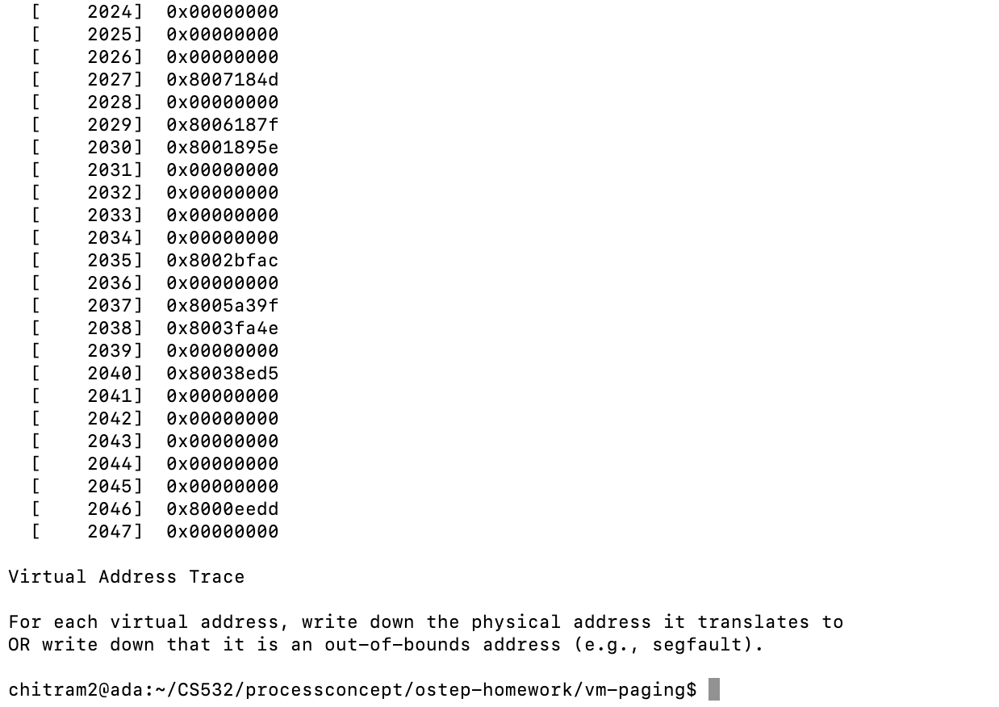 [      2024]  0x00000000
[      2025]  0x00000000
[      2026]  0x00000000
[      2027]  0x8007184d
[      2028]  0x00000000
[      2029]  0x8006187f
[      2030]  0x8001895e
[      2031]  0x00000000
[      2032]  0x00000000
[      2033]  0x00000000
[      2034]  0x00000000
[      2035]  0x8002bfac
[      2036]  0x00000000
[      2037]  0x8005a39f
[      2038]  0x8003fa4e
[      2039]  0x00000000
[      2040]  0x80038ed5
[      2041]  0x00000000
[      2042]  0x00000000
[      2043]  0x00000000
[      2044]  0x00000000
[      2045]  0x00000000
[      2046]  0x8000eedd
[      2047]  0x00000000
Virtual Address Trace
For each virtual address, write down the physical address it translates to
OR write down that it is an out-of-bounds address (e.g., segfault).
chitram2@ada:~/CS532/processconcept/ostep-homework/vm-paging$